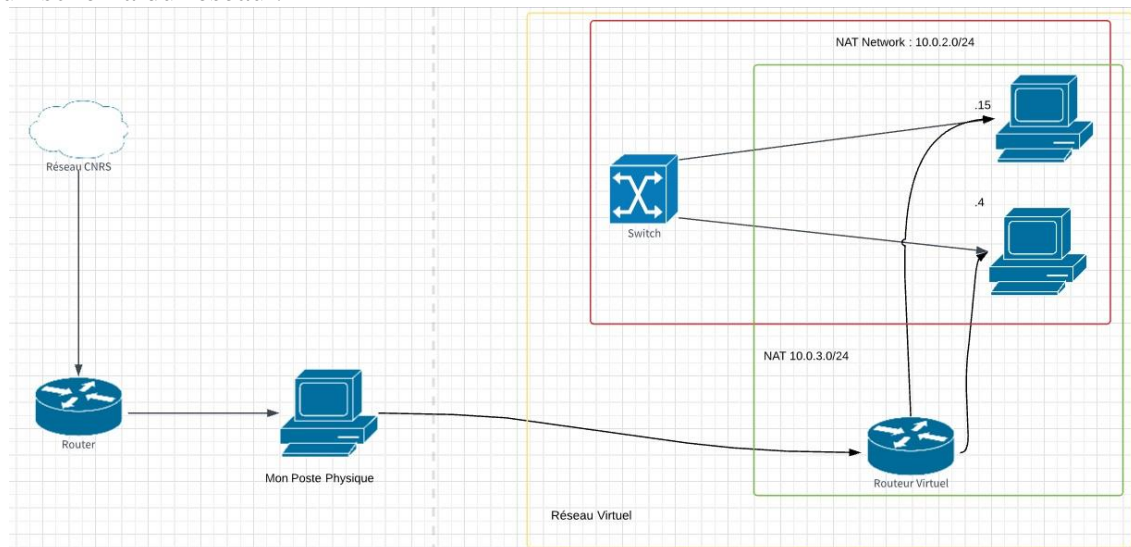 NAT Network : 10.0.2.0/24
.15
Réseau CNRS
.4
Switch
NAT 10.0.3.0/24
Router
Mon Poste Physique
Routeur Virtuel
Réseau Virtuel